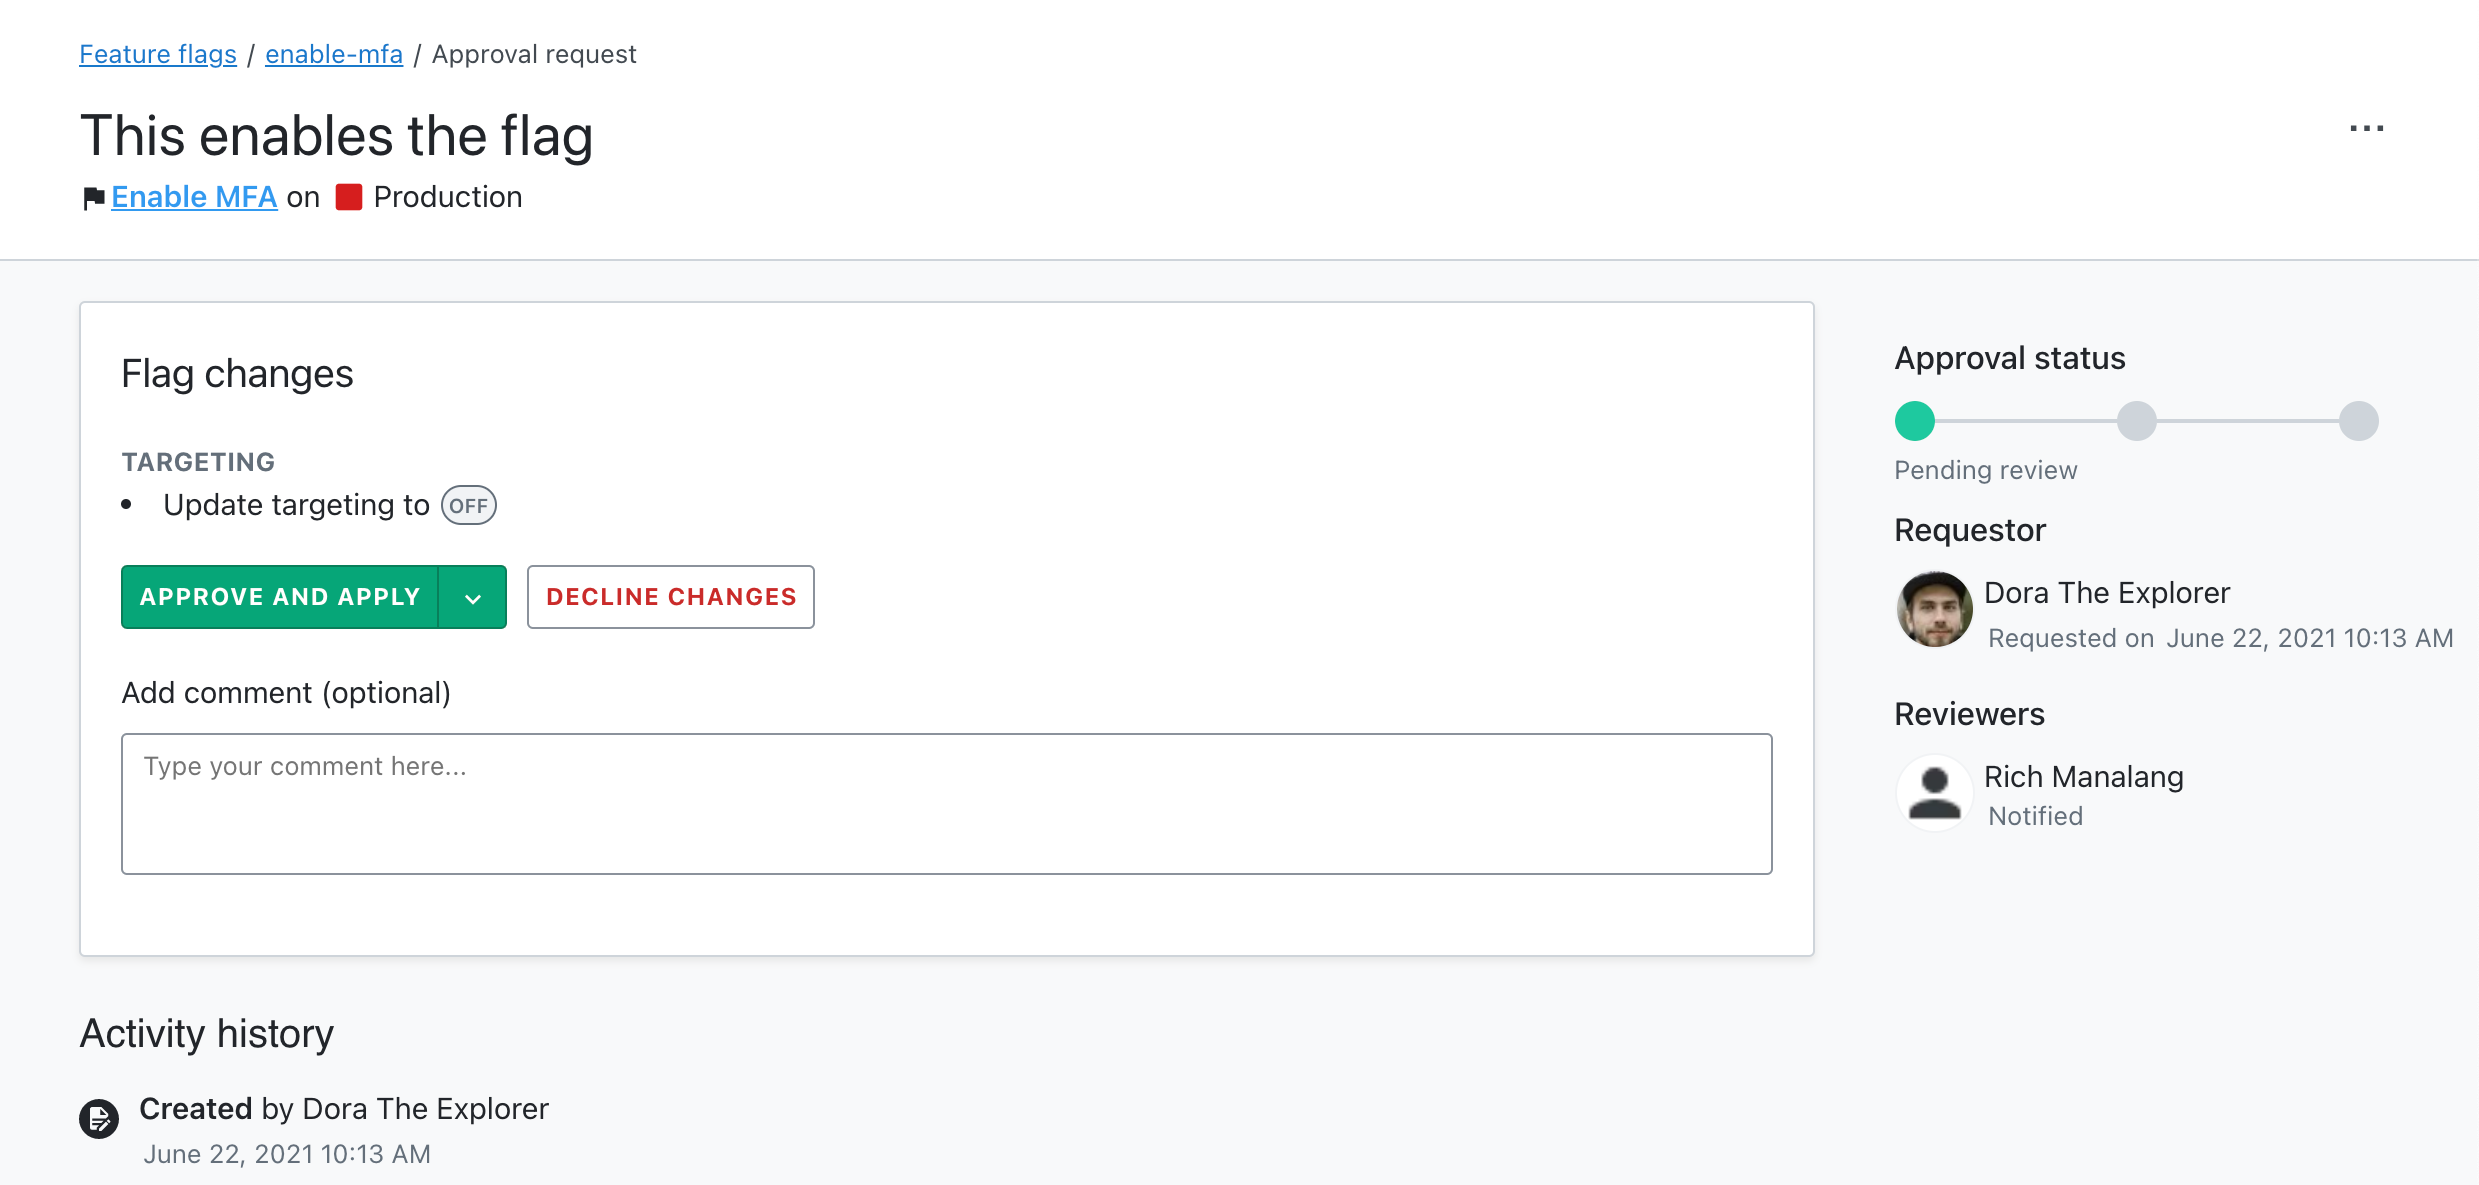 Feature flags / enable-mfa / Approval request
This enables the flag
...
Enable MFA on Production
Flag changes
TARGETING
• Update targeting to OFF
APPROVE AND APPLY
DECLINE CHANGES
Add comment (optional)
Type your comment here...
Approval status
Pending review
Requestor
Dora The Explorer
Requested on June 22, 2021 10:13 AM
Reviewers
Rich Manalang
Notified
Activity history
Created by Dora The Explorer
June 22, 2021 10:13 AM